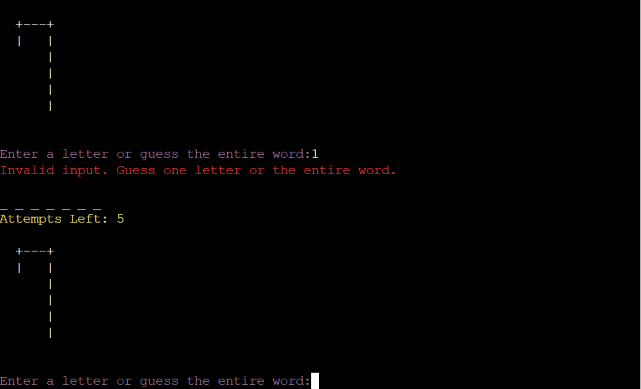 +---+
|   |
    |
    |
    |
    |
Enter a letter or guess the entire word:1
Invalid input. Guess one letter or the entire word.
_ _ _ _ _ _ _
Attempts Left: 5
+---+
|   |
    |
    |
    |
    |
Enter a letter or guess the entire word: